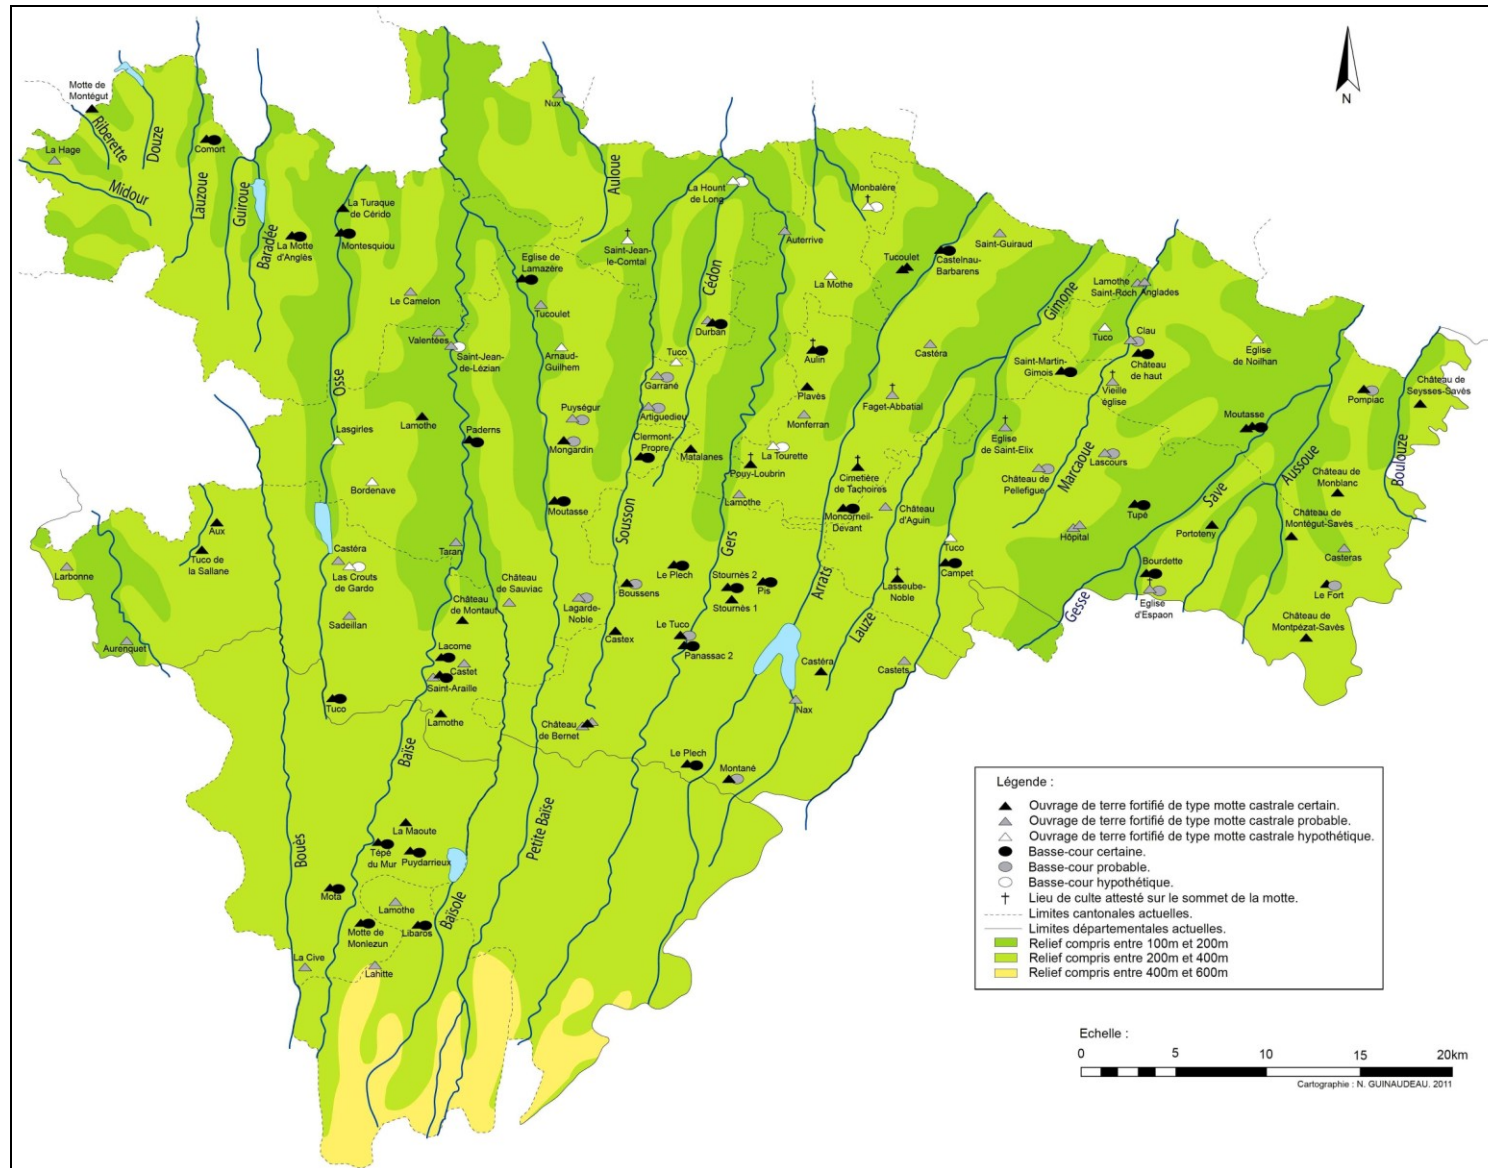 N
Motte de
Montégut
Riberette
Douze
La Hage
Midour
Comort
Lauzoue
Guiroue
Baradée
La Motte
d'Anglès
La Turaque
de Cérido
Montesquiou
Osse
Le Camelon
Valentées
Saint-Jean-
de-Lézian
Lamothe
Paderns
Lasgirles
Bordenave
Nux
Auloue
Eglise de
Lamazère
Tucoulet
Saint-Jean-
le-Comtal
Arnaud-
Guilhem
Puységur
Mongardin
Moutasse
La Hount
de Long
Cédon
Durban
Tuco
Garrané
Artiguedieu
Clermont-
Propre
Matalanes
Sousson
Auterrive
Monbalère
La Mothe
Aulin
Plavès
Monferran
La Tourette
Pouy-Loubrin
Lamothe
Gers
Tucoulet
Castelnau-
Barbarens
Saint-Guiraud
Castéra
Faget-Abbatial
Cimetière
de Tachoires
Moncorneil-
Devant
Château
d'Aguin
Arrats
Gimone
Lamothe
Saint-Roch
Anglades
Tuco
Clau
Château
de haut
Saint-Martin-
Gimois
Vieille
église
Eglise
de Noilhan
Eglise
de Saint-Elix
Château de
Pellefigue
Lascours
Marcaoue
Hôpital
Moutasse
Pompiac
Château de
Seysses-Savès
Boulouze
Aussoue
Save
Château de
Monblanc
Château de
Montégut-Savès
Tupé
Portoteny
Casteras
Bourdette
Eglise
d'Espaon
Le Fort
Château de
Montpézat-Savès
Gesse
Tuco
Campet
Lasseube-
Noble
Lauze
Castets
Castéra
Nax
Aux
Tuco de
la Sallane
Larbonne
Aurenquet
Castéra
Las Crouts
de Gardo
Sadeillan
Tuco
Taran
Château
de Montaut
Château
de Sauviac
Lacome
Castet
Saint-Araille
Lamothe
Baïse
Lagarde-
Noble
Boussens
Castex
Le Plech
Stournès 2
Stournès 1
Pis
Le Tuco
Panassac 2
Château
de Bernet
Le Plech
Montané
Bouès
La Maoute
Tépé
du Mur
Puydarrieux
Mota
Lamothe
Motte de
Monlezun
Libaros
Baïsole
Petite Baïse
La Cive
Lahitte
Légende :
Ouvrage de terre fortifié de type motte castrale certain.
Ouvrage de terre fortifié de type motte castrale probable.
Ouvrage de terre fortifié de type motte castrale hypothétique.
Basse-cour certaine.
Basse-cour probable.
Basse-cour hypothétique.
Lieu de culte attesté sur le sommet de la motte.
Limites cantonales actuelles.
Limites départementales actuelles.
Relief compris entre 100m et 200m
Relief compris entre 200m et 400m
Relief compris entre 400m et 600m
Echelle :
0 5 10 15 20km
Cartographie : N. GUINAUDEAU. 2011